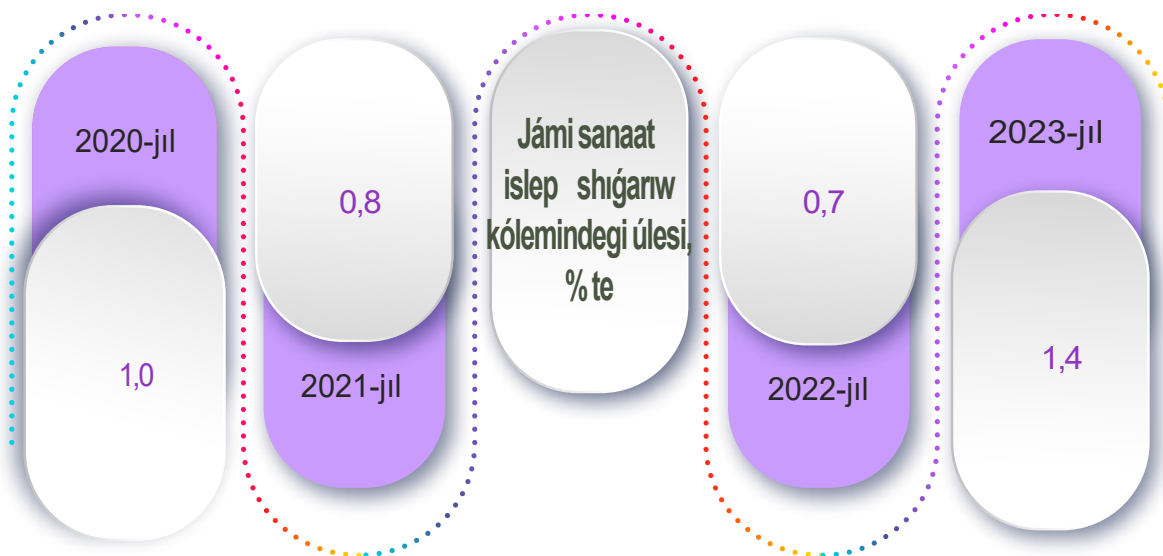 2020-jıl
1,0
0,8
2021-jıl
Jámi sanaat
islep shıǵarıw
kólemindegi úlesi,
% te
0,7
2022-jıl
2023-jıl
1,4